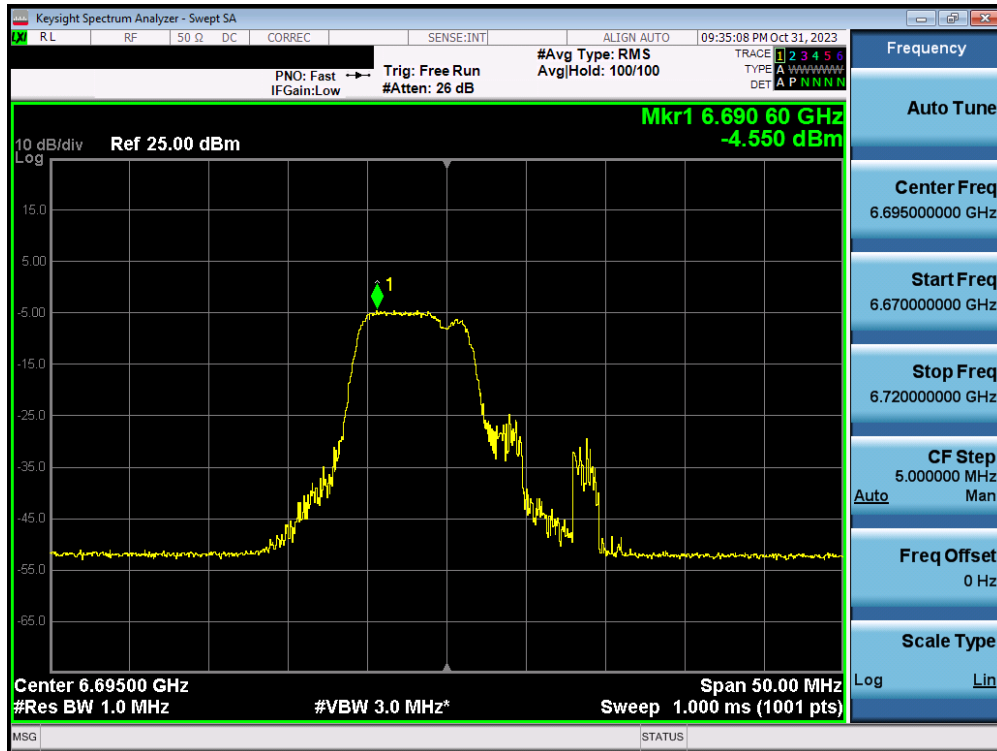 Keysight Spectrum Analyzer - Swept SA
LXI RL RF 50 Ω DC CORREC SENSE:INT ALIGN AUTO 09:35:08 PM Oct 31, 2023
PNO: Fast Trig: Free Run #Avg Type: RMS TRACE 1 2 3 4 5 6
IFGain:Low #Atten: 26 dB Avg|Hold: 100/100 TYPE A WWWWW
DET A P N N N N
Mkr1 6.690 60 GHz
-4.550 dBm
10 dB/div Ref 25.00 dBm
Log
15.0
5.00
1
-5.00
-15.0
-25.0
-35.0
-45.0
-55.0
-65.0
Center 6.69500 GHz Span 50.00 MHz
#Res BW 1.0 MHz #VBW 3.0 MHz* Sweep 1.000 ms (1001 pts)
MSG STATUS
Frequency
Auto Tune
Center Freq
6.695000000 GHz
Start Freq
6.670000000 GHz
Stop Freq
6.720000000 GHz
CF Step
5.000000 MHz
Auto Man
Freq Offset
0 Hz
Scale Type
Log Lin